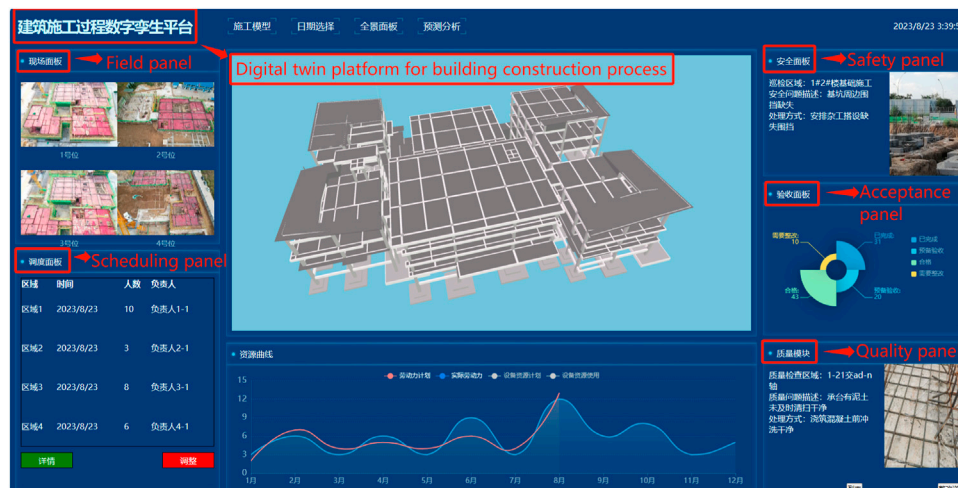 建筑施工过程数字孪生平台
施工模型
日期选择
全景面板
预测分析
2023/8/23 3:39:5
现场面板
Field panel
1号位
2号位
3号位
4号位
调度面板
Scheduling panel
区域 时间 人数 负责人
区域1 2023/8/23 10 负责人1-1
区域2 2023/8/23 3 负责人2-1
区域3 2023/8/23 8 负责人3-1
区域4 2023/8/23 6 负责人4-1
详情
调整
Digital twin platform for building construction process
资源曲线
劳动力计划 实际劳动力 设备资源计划 设备资源使用
15
12
9
6
3
0
1月 2月 3月 4月 5月 6月 7月 8月 9月 10月 11月 12月
安全面板
Safety panel
巡检区域：1#2#楼基础施工
安全问题描述：基坑周边围
挡缺失
处理方式：安排杂工搭设缺
失围挡
验收面板
Acceptance
panel
需要整改:
10
已完成:
31
合格:
43
预备验收:
20
已完成
预备验收
合格
需要整改
质量模块
Quality pane
质量检查区域：1-21交ad-n
轴
质量问题描述：承台有泥土
未及时清扫干净
处理方式：浇筑混凝土前冲
洗干净